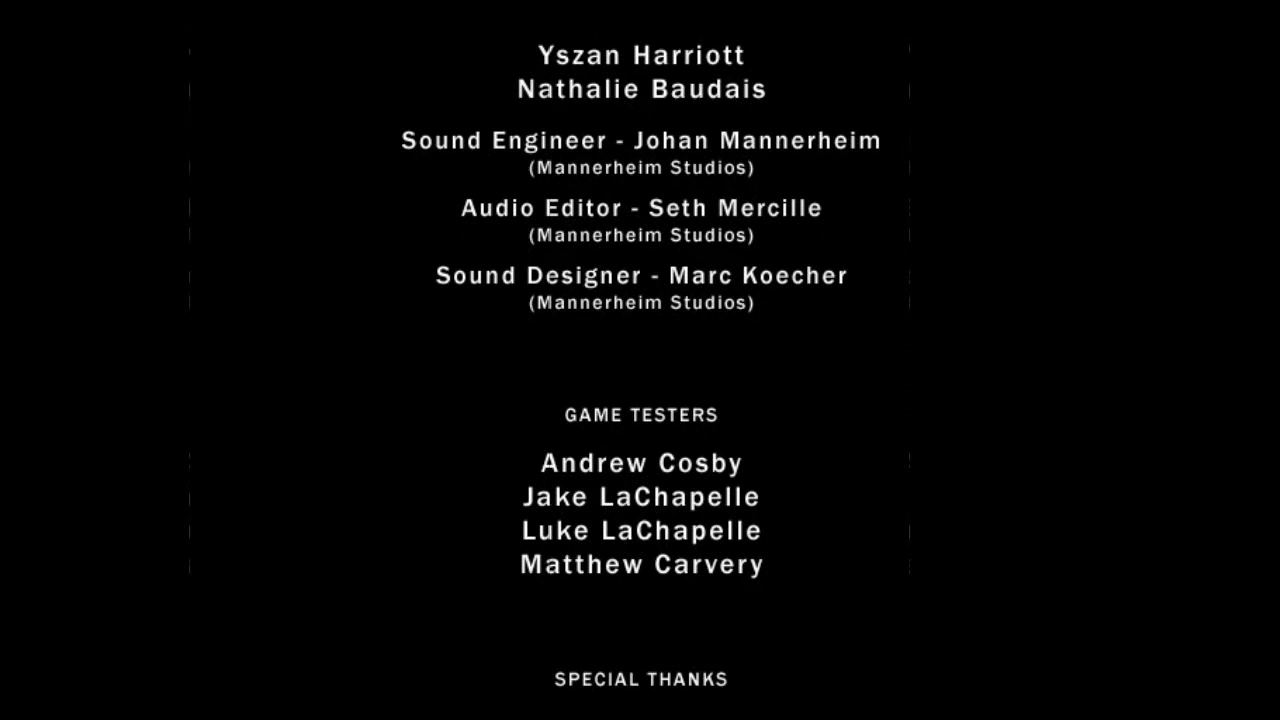 Yszan Harriott
Nathalie Baudais
Sound Engineer - Johan Mannerheim
(Mannerheim Studios)
Audio Editor - Seth Mercille
(Mannerheim Studios)
Sound Designer - Marc Koecher
(Mannerheim Studios)
GAME TESTERS
Andrew Cosby
Jake LaChapelle
Luke LaChapelle
Matthew Carvery
SPECIAL THANKS